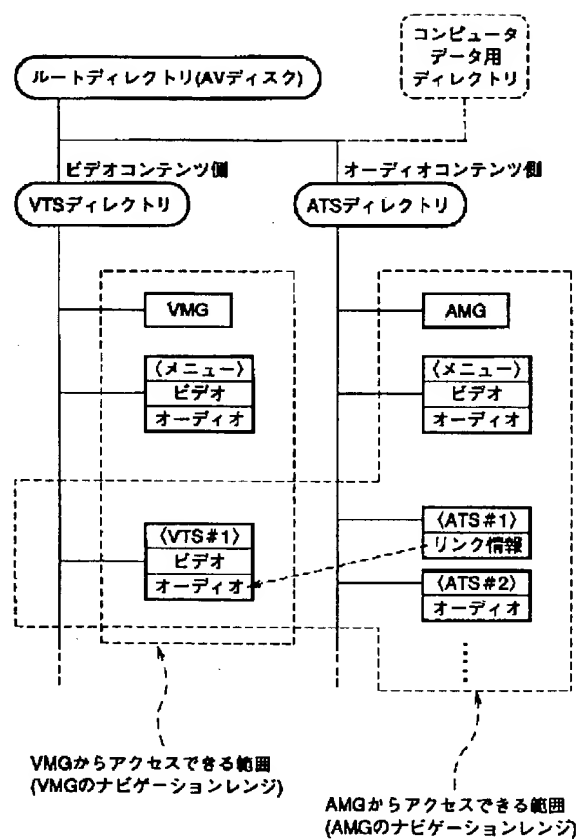 コンピュータ
データ用
ディレクトリ
ルートディレクトリ(AVディスク)
ビデオコンテンツ側
オーディオコンテンツ側
VTSディレクトリ
ATSディレクトリ
VMG
AMG
〈メニュー〉
ビデオ
オーディオ
〈メニュー〉
ビデオ
オーディオ
〈VTS#1〉
ビデオ
オーディオ
〈ATS#1〉
リンク情報
〈ATS#2〉
オーディオ
VMGからアクセスできる範囲
(VMGのナビゲーションレンジ)
AMGからアクセスできる範囲
(AMGのナビゲーションレンジ)